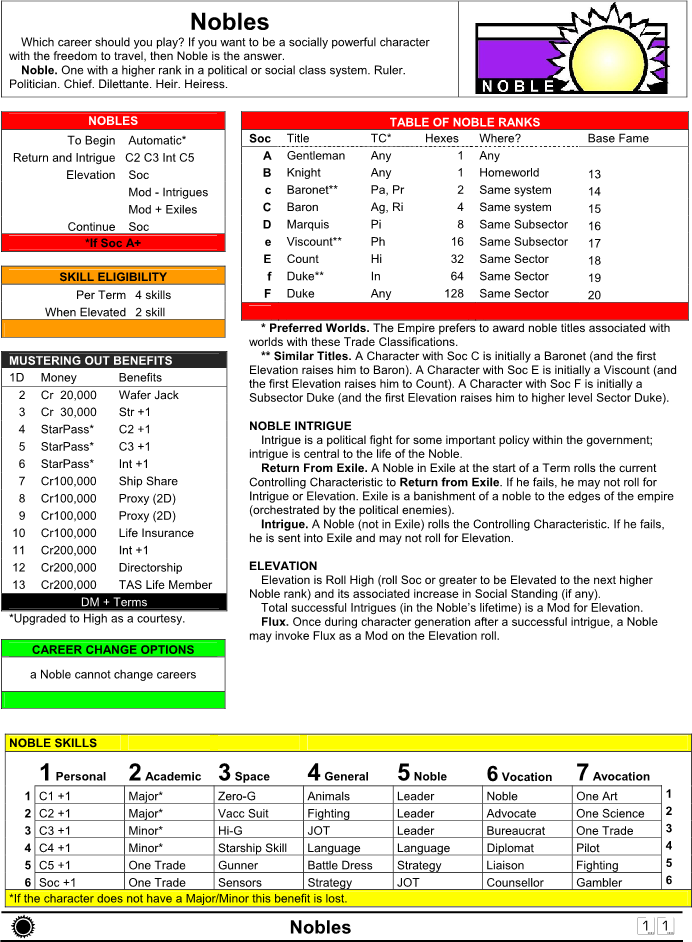 Nobles
Which career should you play? If you want to be a socially powerful character
with the freedom to travel, then Noble is the answer.
Noble. One with a higher rank in a political or social class system. Ruler.
Politician. Chief. Dilettante. Heir. Heiress.
NOBLE
NOBLES
To Begin Automatic*
Return and Intrigue C2 C3 Int C5
Elevation Soc
Mod - Intrigues
Mod + Exiles
Continue Soc
*If Soc A+
SKILL ELIGIBILITY
Per Term 4 skills
When Elevated 2 skill
MUSTERING OUT BENEFITS
1D Money Benefits
2 Cr 20,000 Wafer Jack
3 Cr 30,000 Str +1
4 StarPass* C2 +1
5 StarPass* C3 +1
6 StarPass* Int +1
7 Cr100,000 Ship Share
8 Cr100,000 Proxy (2D)
9 Cr100,000 Proxy (2D)
10 Cr100,000 Life Insurance
11 Cr200,000 Int +1
12 Cr200,000 Directorship
13 Cr200,000 TAS Life Member
DM + Terms
*Upgraded to High as a courtesy.
CAREER CHANGE OPTIONS
a Noble cannot change careers
TABLE OF NOBLE RANKS
Soc Title TC* Hexes Where? Base Fame
A Gentleman Any 1 Any
B Knight Any 1 Homeworld 13
c Baronet** Pa, Pr 2 Same system 14
C Baron Ag, Ri 4 Same system 15
D Marquis Pi 8 Same Subsector 16
e Viscount** Ph 16 Same Subsector 17
E Count Hi 32 Same Sector 18
f Duke** In 64 Same Sector 19
F Duke Any 128 Same Sector 20
* Preferred Worlds. The Empire prefers to award noble titles associated with
worlds with these Trade Classifications.
** Similar Titles. A Character with Soc C is initially a Baronet (and the first
Elevation raises him to Baron). A Character with Soc E is initially a Viscount (and
the first Elevation raises him to Count). A Character with Soc F is initially a
Subsector Duke (and the first Elevation raises him to higher level Sector Duke).
NOBLE INTRIGUE
Intrigue is a political fight for some important policy within the government;
intrigue is central to the life of the Noble.
Return From Exile. A Noble in Exile at the start of a Term rolls the current
Controlling Characteristic to Return from Exile. If he fails, he may not roll for
Intrigue or Elevation. Exile is a banishment of a noble to the edges of the empire
(orchestrated by the political enemies).
Intrigue. A Noble (not in Exile) rolls the Controlling Characteristic. If he fails,
he is sent into Exile and may not roll for Elevation.
ELEVATION
Elevation is Roll High (roll Soc or greater to be Elevated to the next higher
Noble rank) and its associated increase in Social Standing (if any).
Total successful Intrigues (in the Noble's lifetime) is a Mod for Elevation.
Flux. Once during character generation after a successful intrigue, a Noble
may invoke Flux as a Mod on the Elevation roll.
NOBLE SKILLS
1 Personal 2 Academic 3 Space 4 General 5 Noble 6 Vocation 7 Avocation
1 C1 +1 Major* Zero-G Animals Leader Noble One Art 1
2 C2 +1 Major* Vacc Suit Fighting Leader Advocate One Science 2
3 C3 +1 Minor* Hi-G JOT Leader Bureaucrat One Trade 3
4 C4 +1 Minor* Starship Skill Language Language Diplomat Pilot 4
5 C5 +1 One Trade Gunner Battle Dress Strategy Liaison Fighting 5
6 Soc +1 One Trade Sensors Strategy JOT Counsellor Gambler 6
*If the character does not have a Major/Minor this benefit is lost.
Nobles
1 1